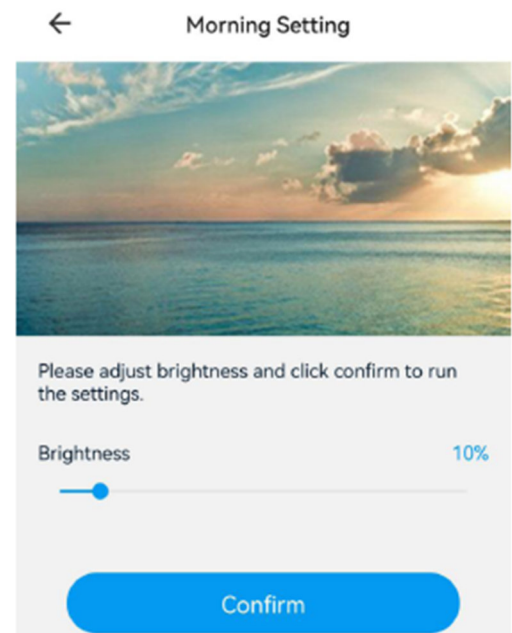 Morning Setting
Please adjust brightness and click confirm to run
the settings.
Brightness 10%
Confirm